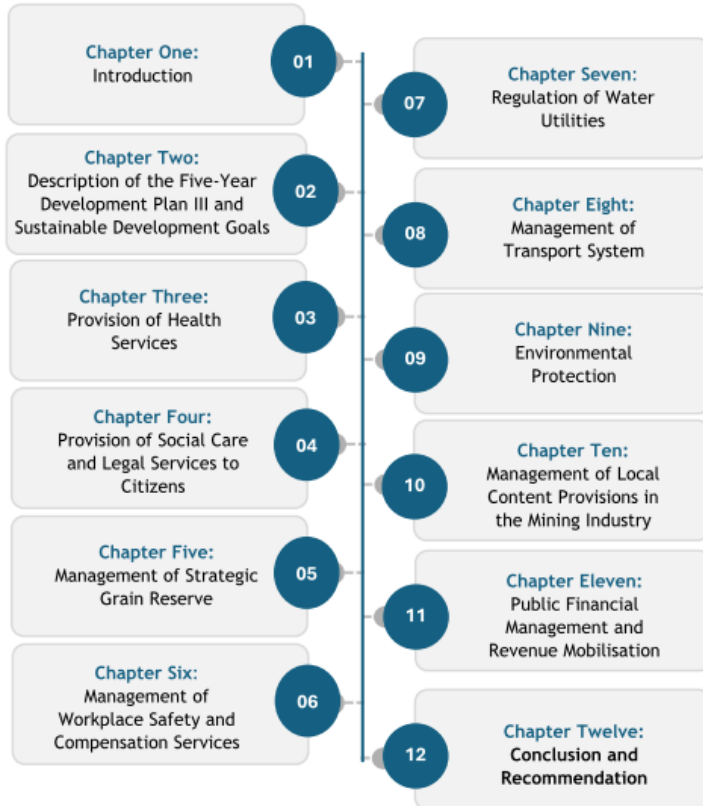 Chapter One:
Introduction
01
Chapter Two:
Description of the Five-Year
Development Plan III and
Sustainable Development Goals
02
Chapter Three:
Provision of Health
Services
03
Chapter Four:
Provision of Social Care
and Legal Services to
Citizens
04
Chapter Five:
Management of Strategic
Grain Reserve
05
Chapter Six:
Management of
Workplace Safety and
Compensation Services
06
07
Chapter Seven:
Regulation of Water
Utilities
08
Chapter Eight:
Management of
Transport System
09
Chapter Nine:
Environmental
Protection
10
Chapter Ten:
Management of Local
Content Provisions in
the Mining Industry
11
Chapter Eleven:
Public Financial
Management and
Revenue Mobilisation
12
Chapter Twelve:
Conclusion and
Recommendation